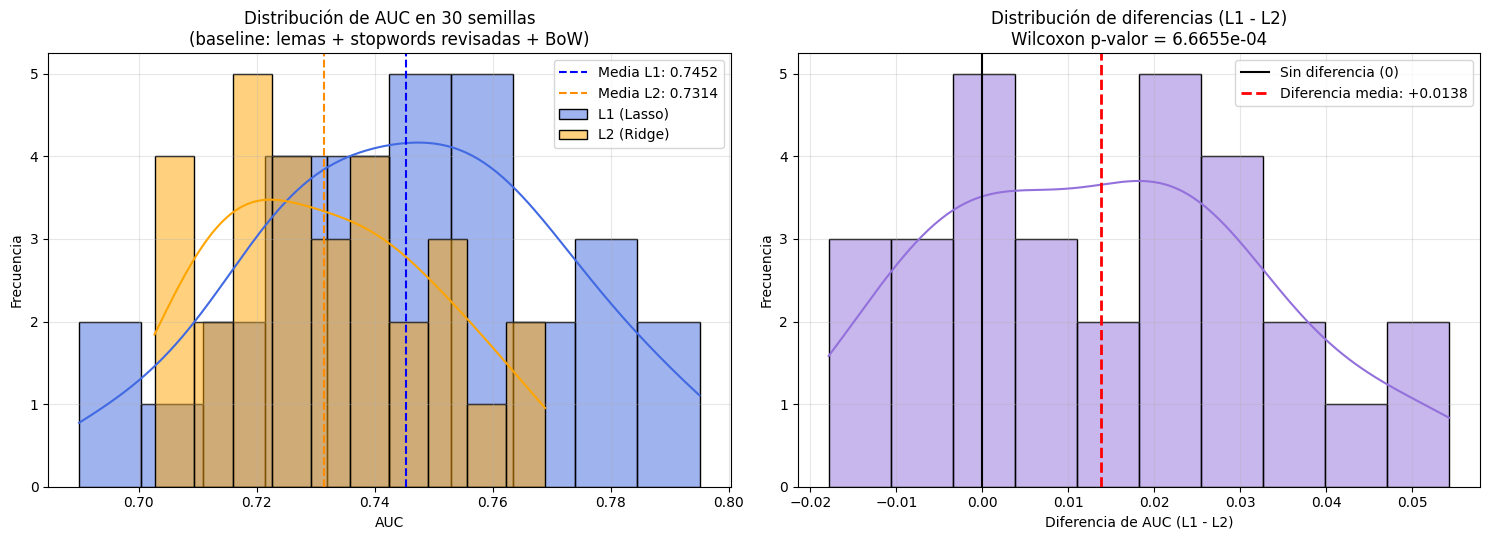 Distribución de AUC en 30 semillas
(baseline: lemas + stopwords revisadas + BoW)
Media L1: 0.7452
Media L2: 0.7314
L1 (Lasso)
L2 (Ridge)
Frecuencia
5
4
3
2
1
0
0.70
0.72
0.74
0.76
0.78
0.80
AUC
Distribución de diferencias (L1 - L2)
Wilcoxon p-valor = 6.6655e-04
Sin diferencia (0)
Diferencia media: +0.0138
Frecuencia
5
4
3
2
1
0
−0.02
−0.01
0.00
0.01
0.02
0.03
0.04
0.05
Diferencia de AUC (L1 - L2)